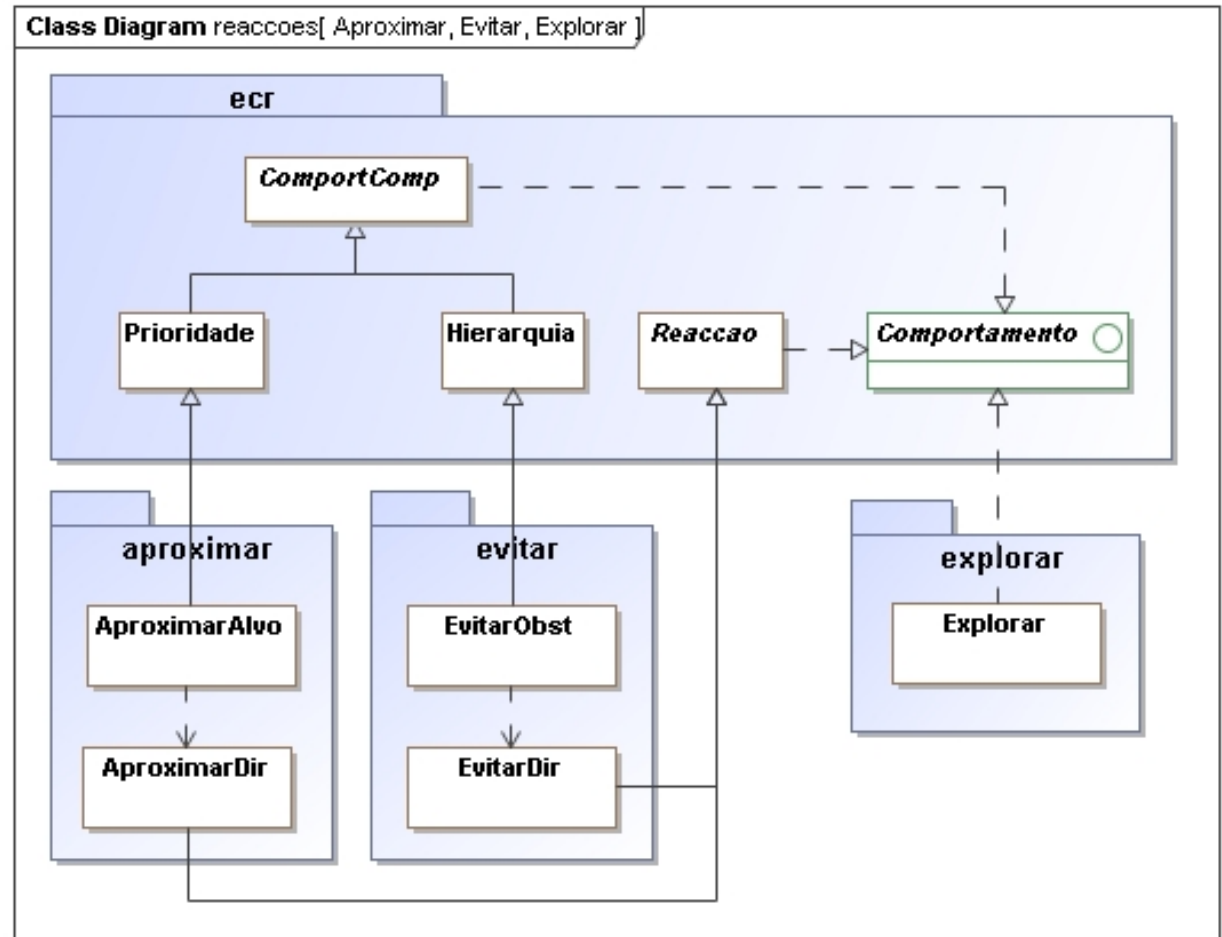 Class Diagram reaccoes[ Aproximar, Evitar, Explorar ]
ecr
ComportComp
Prioridade
Hierarquia
Reaccao
Comportamento
aproximar
evitar
explorar
AproximarAlvo
EvitarObst
Explorar
AproximarDir
EvitarDir